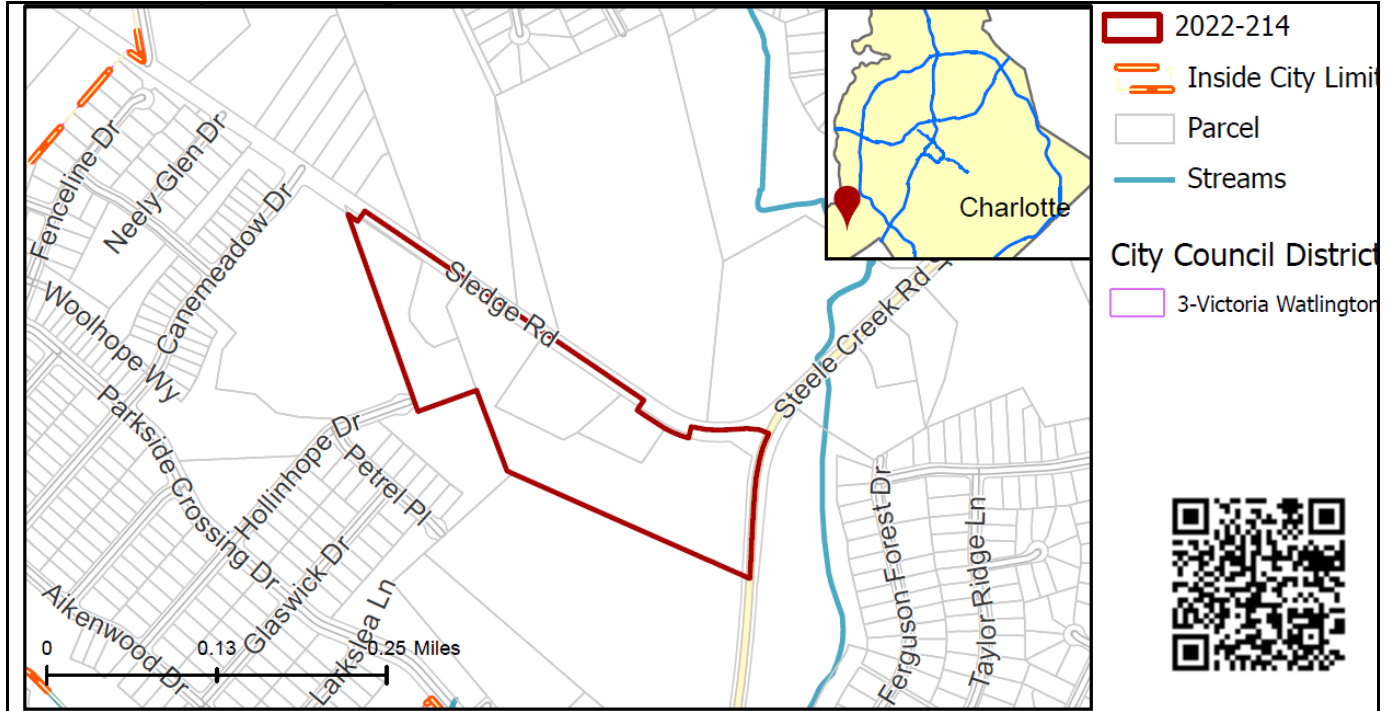 2022-214
Inside City Limit
Parcel
Streams
City Council District
3-Victoria Watlington
Charlotte
Fenceline Dr
Neely Glen Dr
Canemeadow Dr
Woolhope Wy
Sledge Rd
Steele Creek Rd
Parkside Crossing Dr
Hollinhope Dr
Petrel Pl
Glaswick Dr
Larkslea Ln
Aikenwood Dr
Ferguson Forest Dr
Taylor Ridge Ln
0 0.13 0.25 Miles